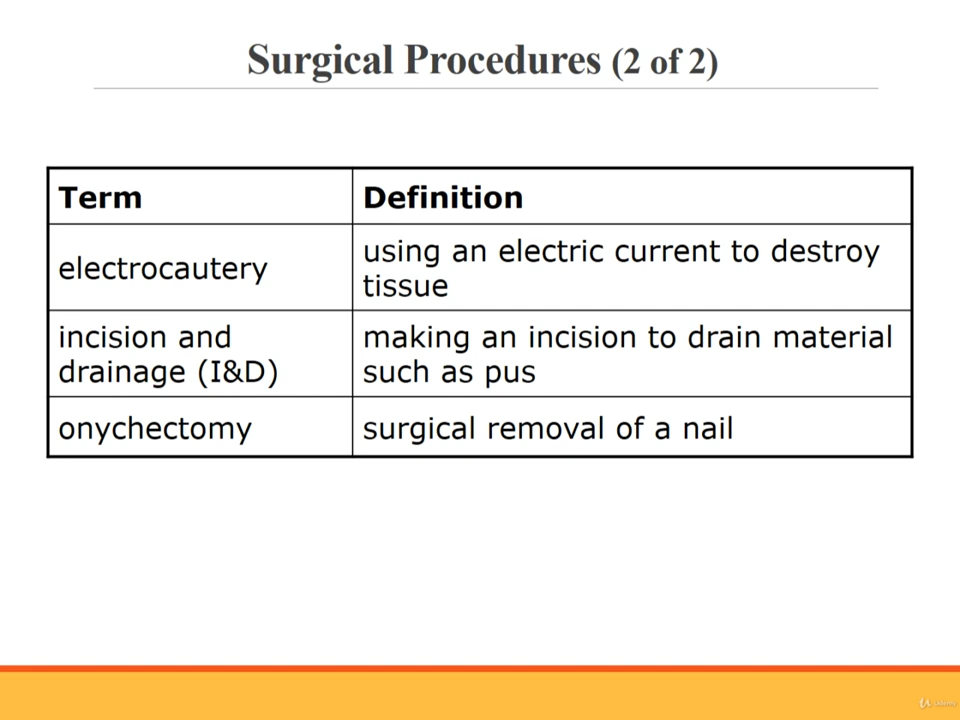 Surgical Procedures (2 of 2)
Term
Definition
electrocautery
using an electric current to destroy
tissue
incision and
drainage (I&D)
making an incision to drain material
such as pus
onychectomy
surgical removal of a nail
Udemy